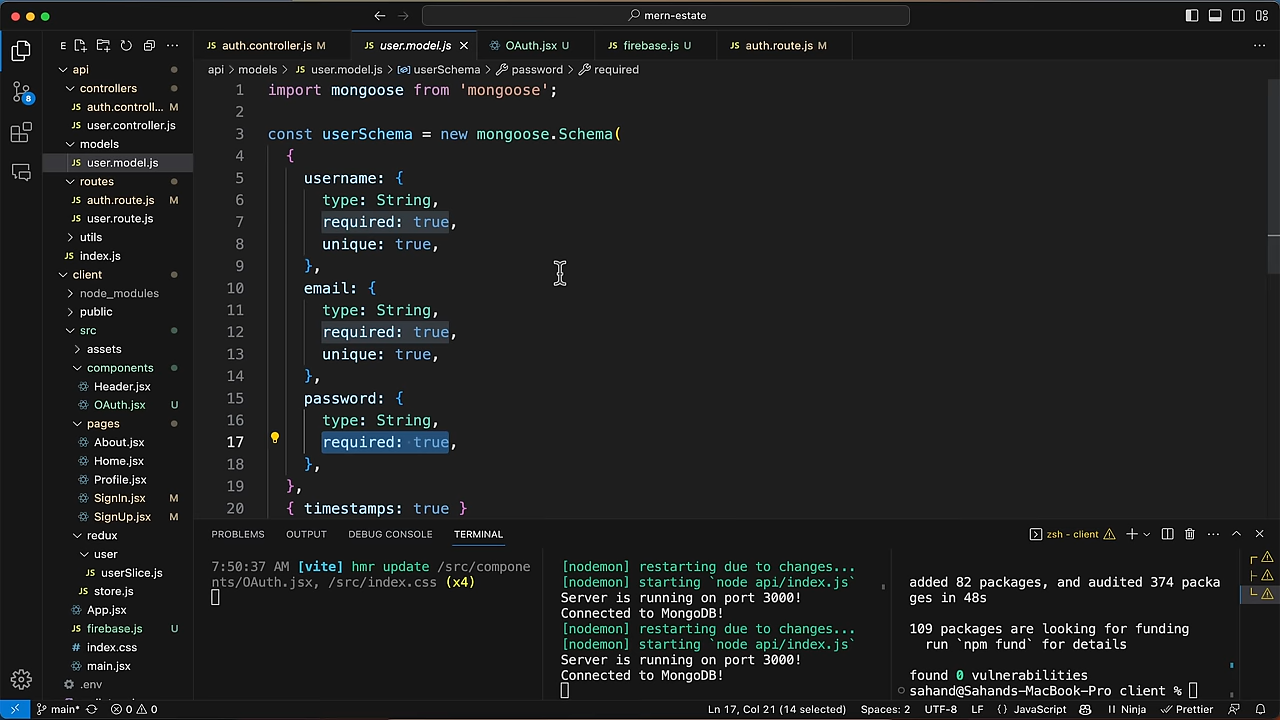 mern-estate
E
JS auth.controller.js M
JS user.model.js
OAuth.jsx U
JS firebase.js U
JS auth.route.js M
api > models > JS user.model.js > userSchema > password > required
api
controllers
JS auth.controll... M
JS user.controller.js
models
JS user.model.js
routes
JS auth.route.js M
JS user.route.js
utils
JS index.js
client
node_modules
public
src
assets
components
Header.jsx
OAuth.jsx U
pages
About.jsx
Home.jsx
Profile.jsx
SignIn.jsx M
SignUp.jsx M
redux
user
JS userSlice.js
JS store.js
App.jsx
JS firebase.js U
# index.css
main.jsx
.env
8
1 import mongoose from 'mongoose';
2
3 const userSchema = new mongoose.Schema(
4 {
5 username: {
6 type: String,
7 required: true,
8 unique: true,
9 },
10 email: {
11 type: String,
12 required: true,
13 unique: true,
14 },
15 password: {
16 type: String,
17 required: true,
18 },
19 },
20 { timestamps: true }
PROBLEMS OUTPUT DEBUG CONSOLE TERMINAL
zsh - client
7:50:37 AM [vite] hmr update /src/compone
nts/OAuth.jsx, /src/index.css (x4)
[nodemon] restarting due to changes...
[nodemon] starting `node api/index.js`
Server is running on port 3000!
Connected to MongoDB!
[nodemon] restarting due to changes...
[nodemon] starting `node api/index.js`
Server is running on port 3000!
Connected to MongoDB!
added 82 packages, and audited 374 packa
ges in 48s
109 packages are looking for funding
run `npm fund` for details
found 0 vulnerabilities
sahand@Sahands-MacBook-Pro client %
main* 0 0
Ln 17, Col 21 (14 selected) Spaces: 2 UTF-8 LF {} JavaScript Ninja Prettier